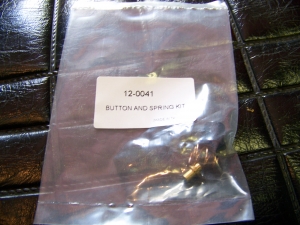 12-0041
BUTTON AND SPRING KIT